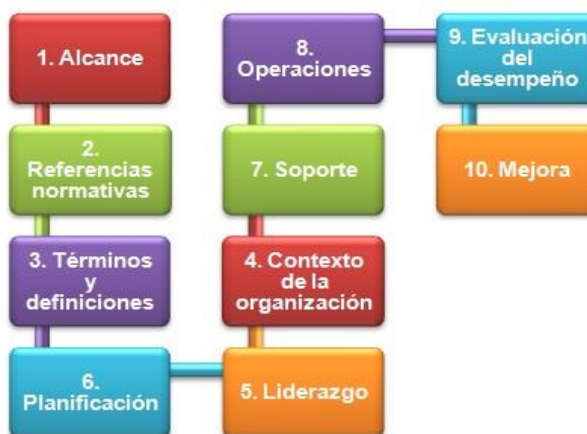 1. Alcance
2.
Referencias
normativas
3. Términos
y
definiciones
6.
Planificación
5. Liderazgo
4. Contexto
de la
organización
7. Soporte
8.
Operaciones
9. Evaluación
del
desempeño
10. Mejora